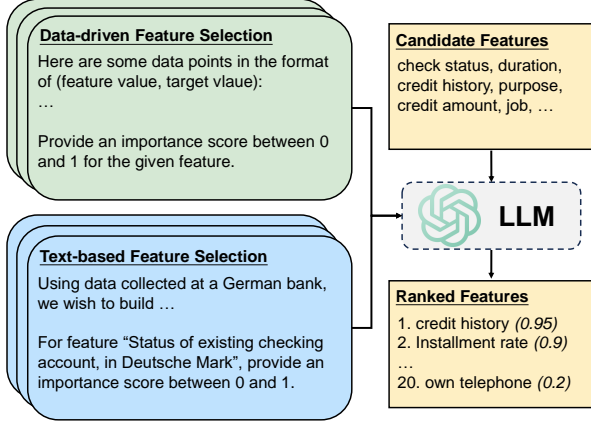 Data-driven Feature Selection
Here are some data points in the format
of (feature value, target vlaue):
…
Provide an importance score between 0
and 1 for the given feature.
Text-based Feature Selection
Using data collected at a German bank,
we wish to build …
For feature “Status of existing checking
account, in Deutsche Mark”, provide an
importance score between 0 and 1.
Candidate Features
check status, duration,
credit history, purpose,
credit amount, job, …
LLM
Ranked Features
1. credit history (0.95)
2. Installment rate (0.9)
…
20. own telephone (0.2)